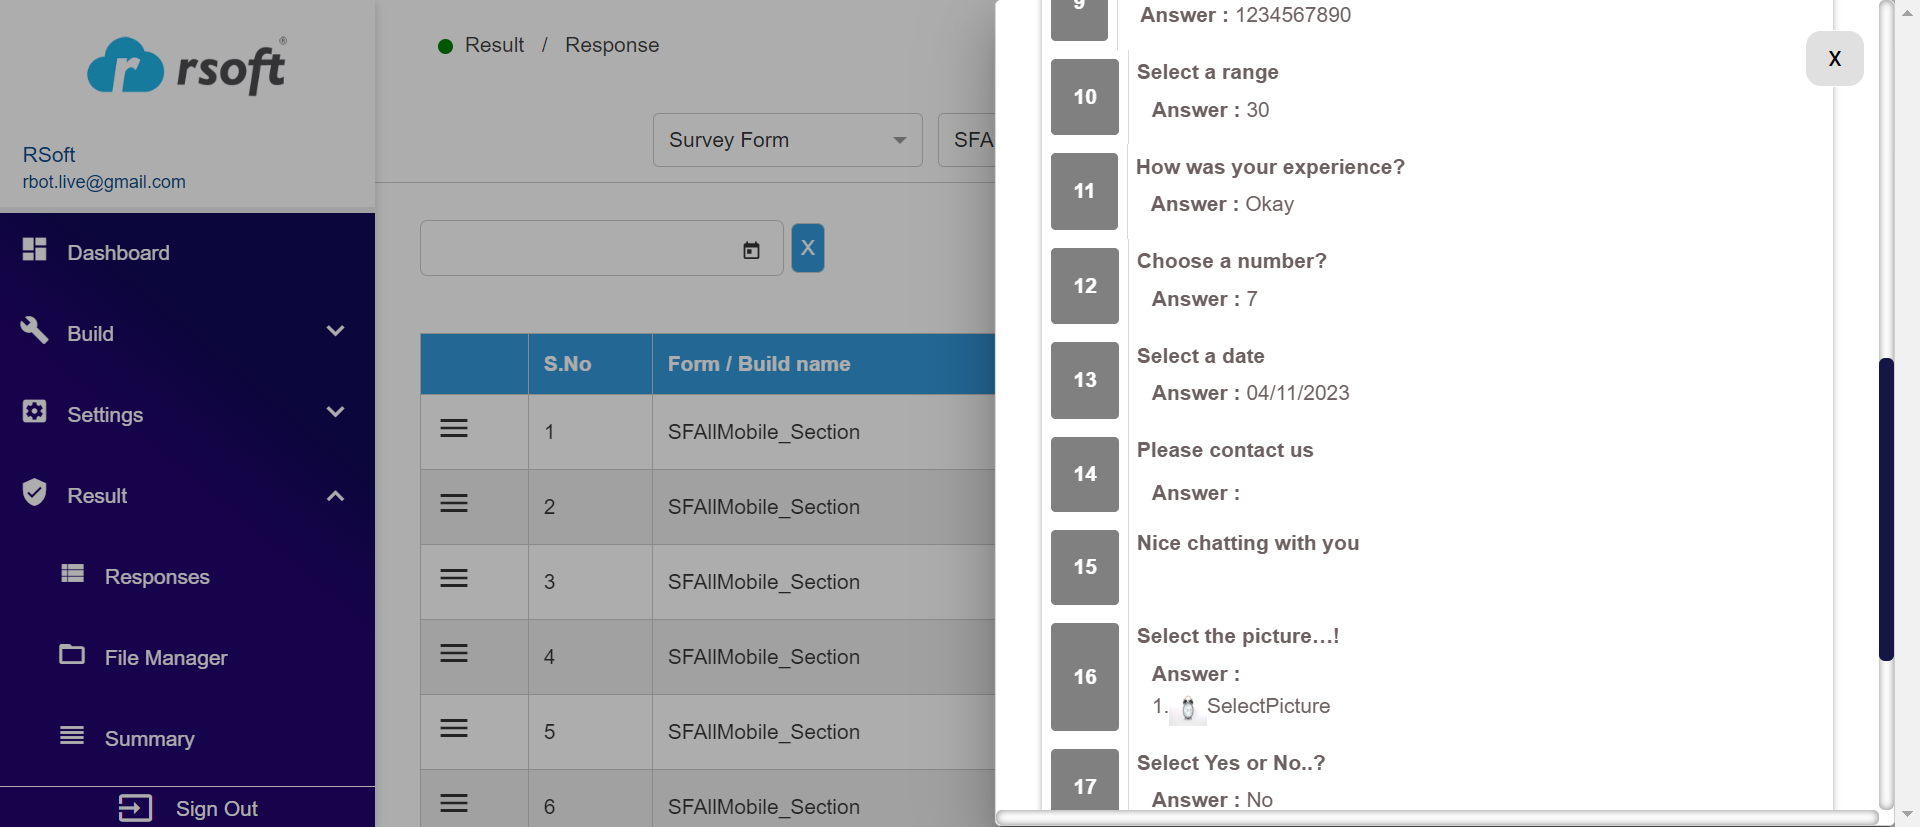 rsoft
®
RSoft
rbot.live@gmail.com
Dashboard
Build
Settings
Result
Responses
File Manager
Summary
Sign Out
Result / Response
Survey Form
SFA
X
S.No Form / Build name
1 SFAllMobile_Section
2 SFAllMobile_Section
3 SFAllMobile_Section
4 SFAllMobile_Section
5 SFAllMobile_Section
6 SFAllMobile_Section
X
9
Answer : 1234567890
10
Select a range
Answer : 30
11
How was your experience?
Answer : Okay
12
Choose a number?
Answer : 7
13
Select a date
Answer : 04/11/2023
14
Please contact us
Answer :
15
Nice chatting with you
16
Select the picture...!
Answer :
1. SelectPicture
17
Select Yes or No..?
Answer : No